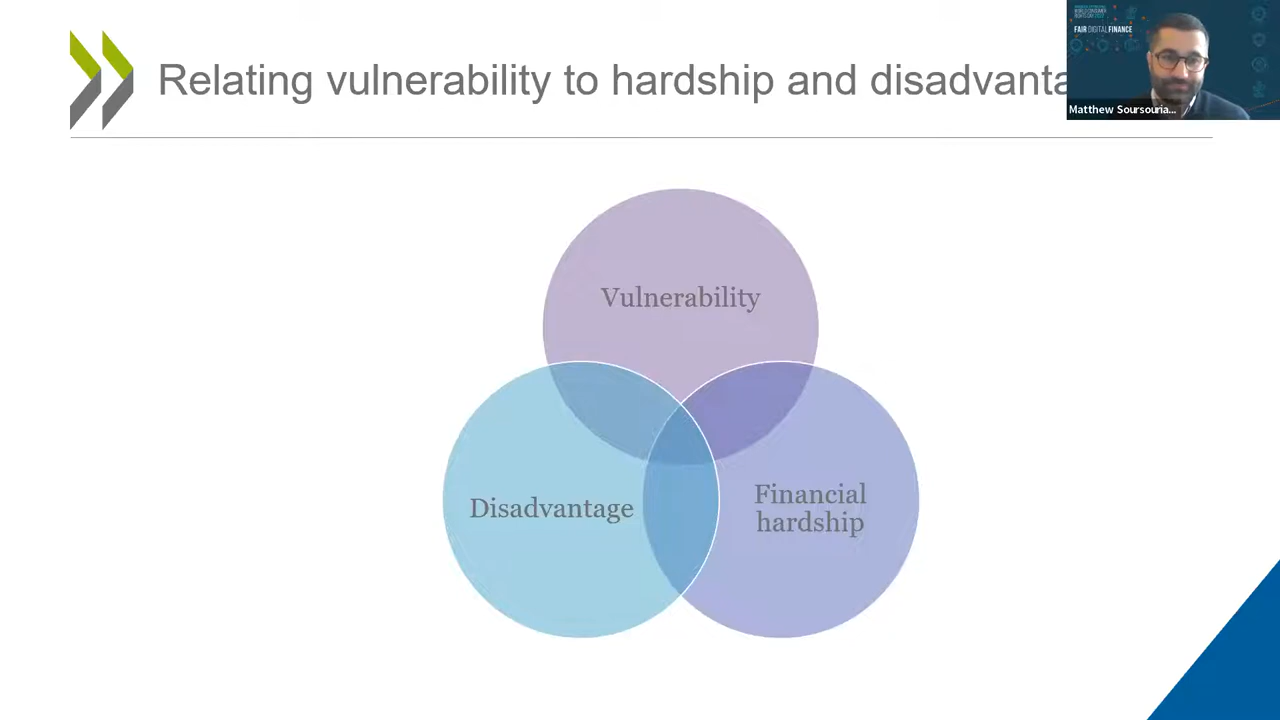 Relating vulnerability to hardship and disadvanta
FAIR DIGITAL FINANCE
Matthew Soursouria...
Vulnerability
Disadvantage
Financial
hardship